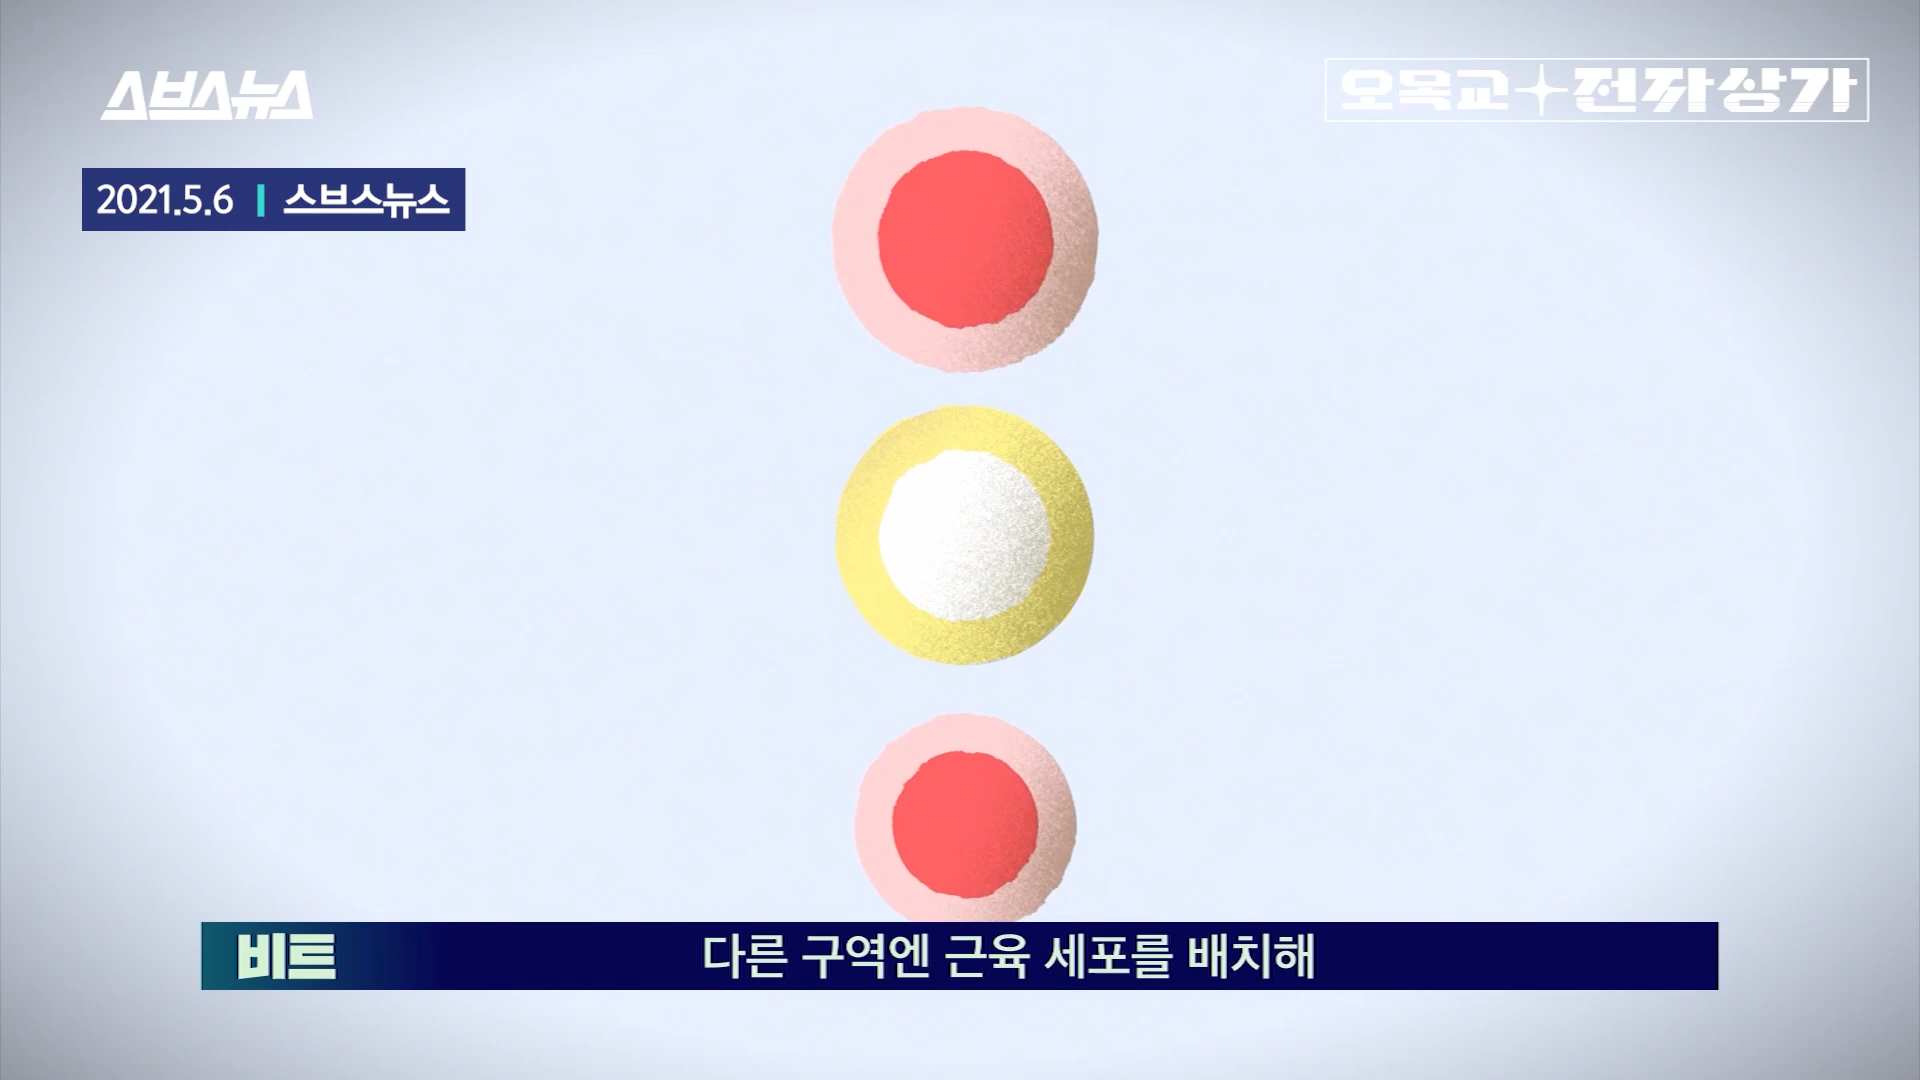 스브스뉴스
오목교 전자상가
2021.5.6 | 스브스뉴스
비트
다른 구역엔 근육 세포를 배치해